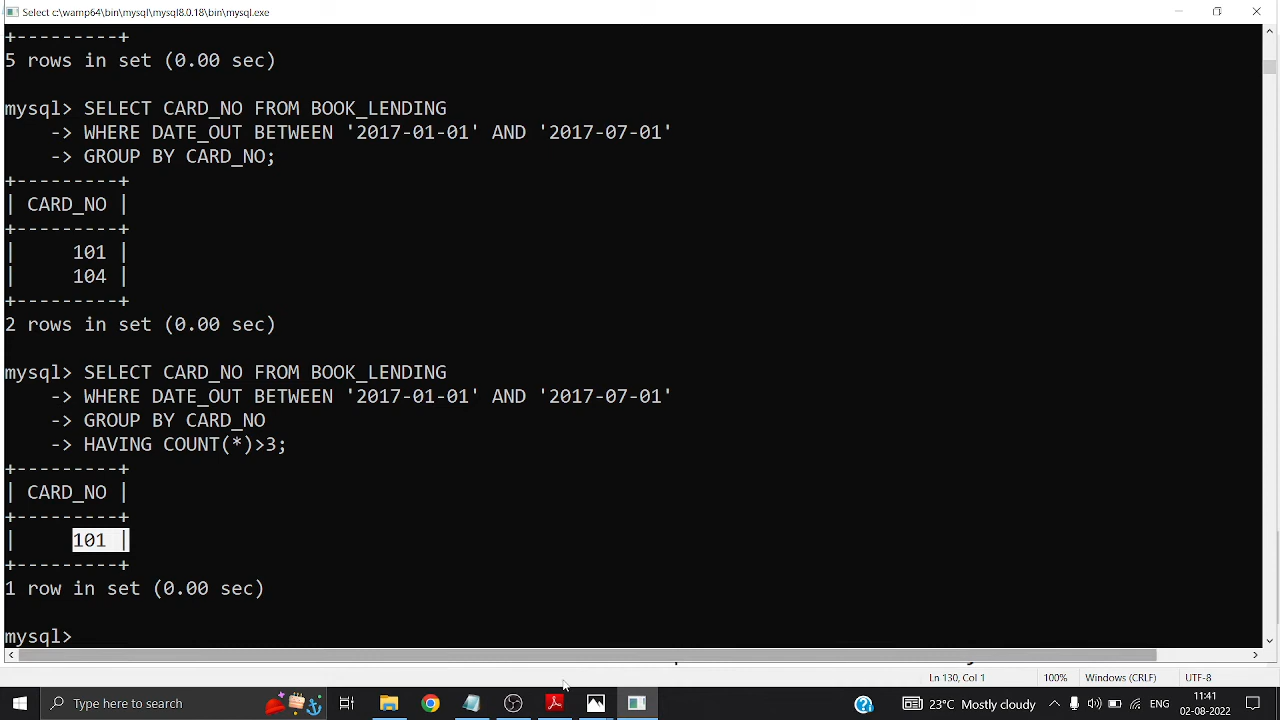 Select c:\wamp64\bin\mysql\mysql8.0.18\bin\mysql.exe
+---------+
5 rows in set (0.00 sec)
mysql> SELECT CARD_NO FROM BOOK_LENDING
    -> WHERE DATE_OUT BETWEEN '2017-01-01' AND '2017-07-01'
    -> GROUP BY CARD_NO;
+---------+
| CARD_NO |
+---------+
|     101 |
|     104 |
+---------+
2 rows in set (0.00 sec)
mysql> SELECT CARD_NO FROM BOOK_LENDING
    -> WHERE DATE_OUT BETWEEN '2017-01-01' AND '2017-07-01'
    -> GROUP BY CARD_NO
    -> HAVING COUNT(*)>3;
+---------+
| CARD_NO |
+---------+
|     101 |
+---------+
1 row in set (0.00 sec)
mysql>
Ln 130, Col 1 100% Windows (CRLF) UTF-8
Type here to search 23°C Mostly cloudy ENG 11:41
02-08-2022